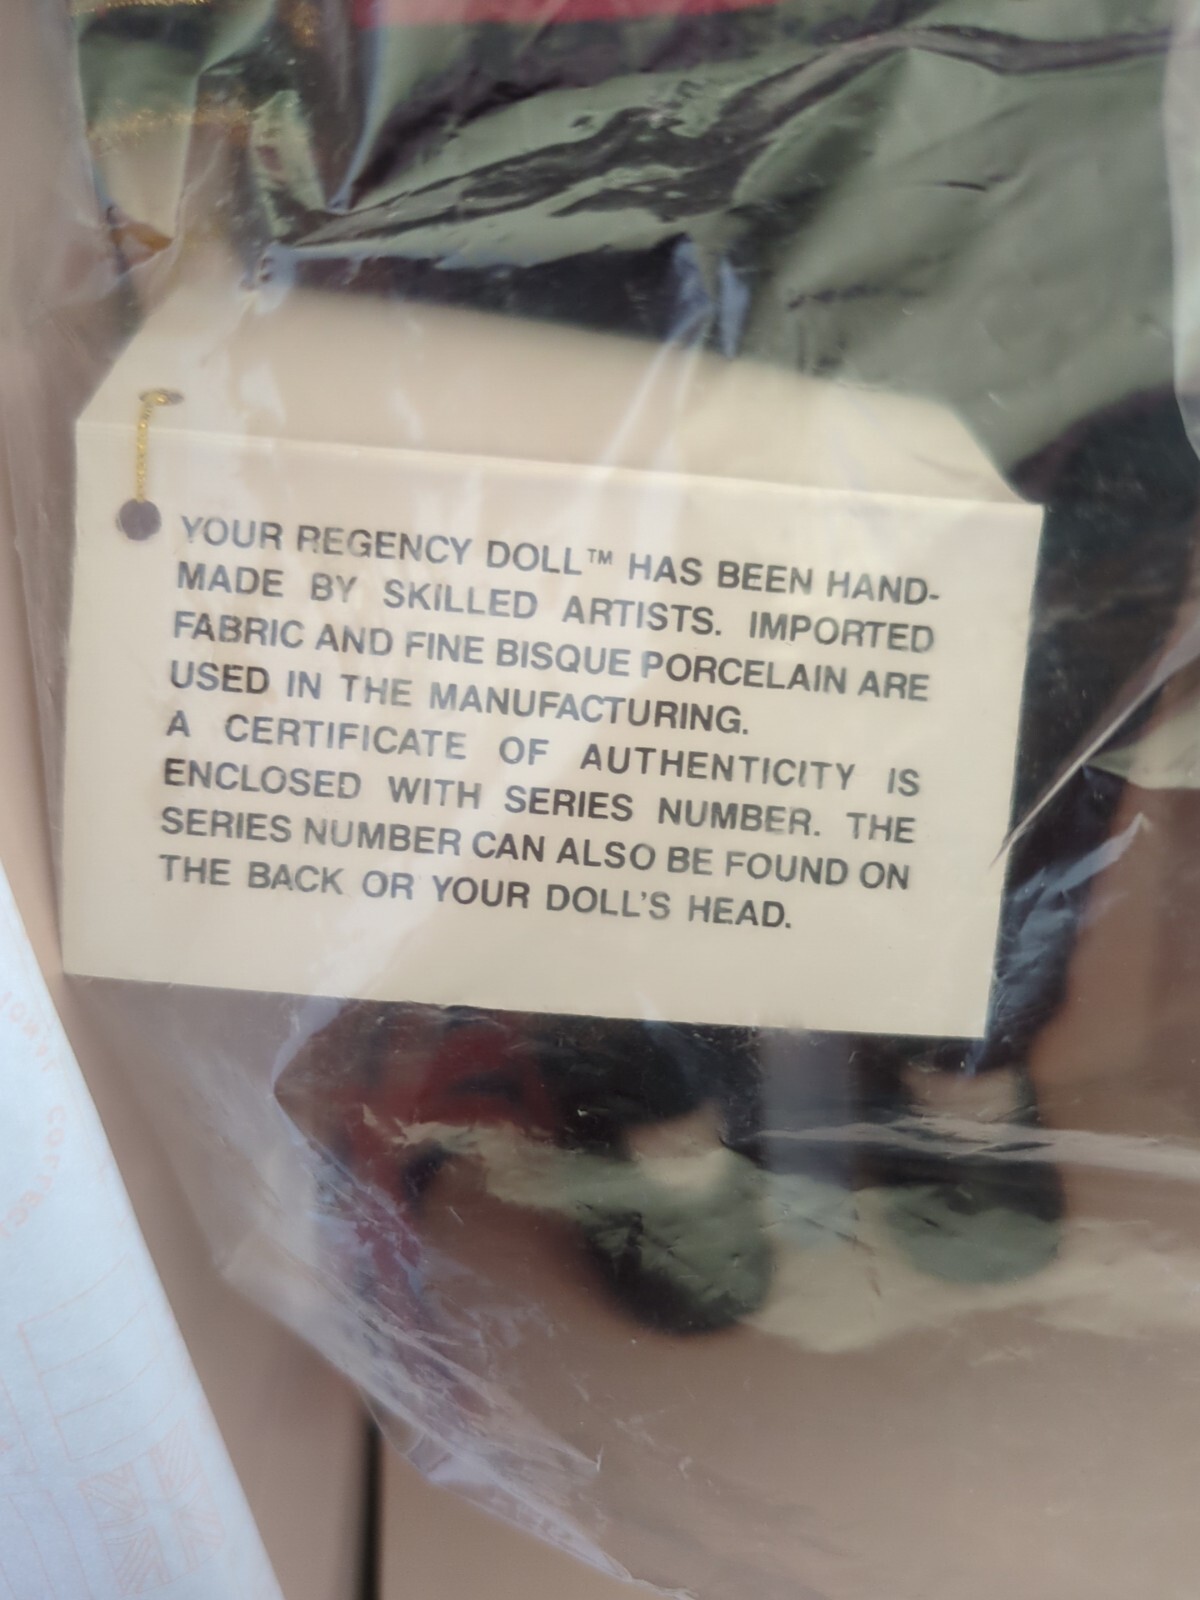 YOUR REGENCY DOLL™ HAS BEEN HAND-
MADE BY SKILLED ARTISTS. IMPORTED
FABRIC AND FINE BISQUE PORCELAIN ARE
USED IN THE MANUFACTURING.
A CERTIFICATE OF AUTHENTICITY IS
ENCLOSED WITH SERIES NUMBER. THE
SERIES NUMBER CAN ALSO BE FOUND ON
THE BACK OR YOUR DOLL'S HEAD.